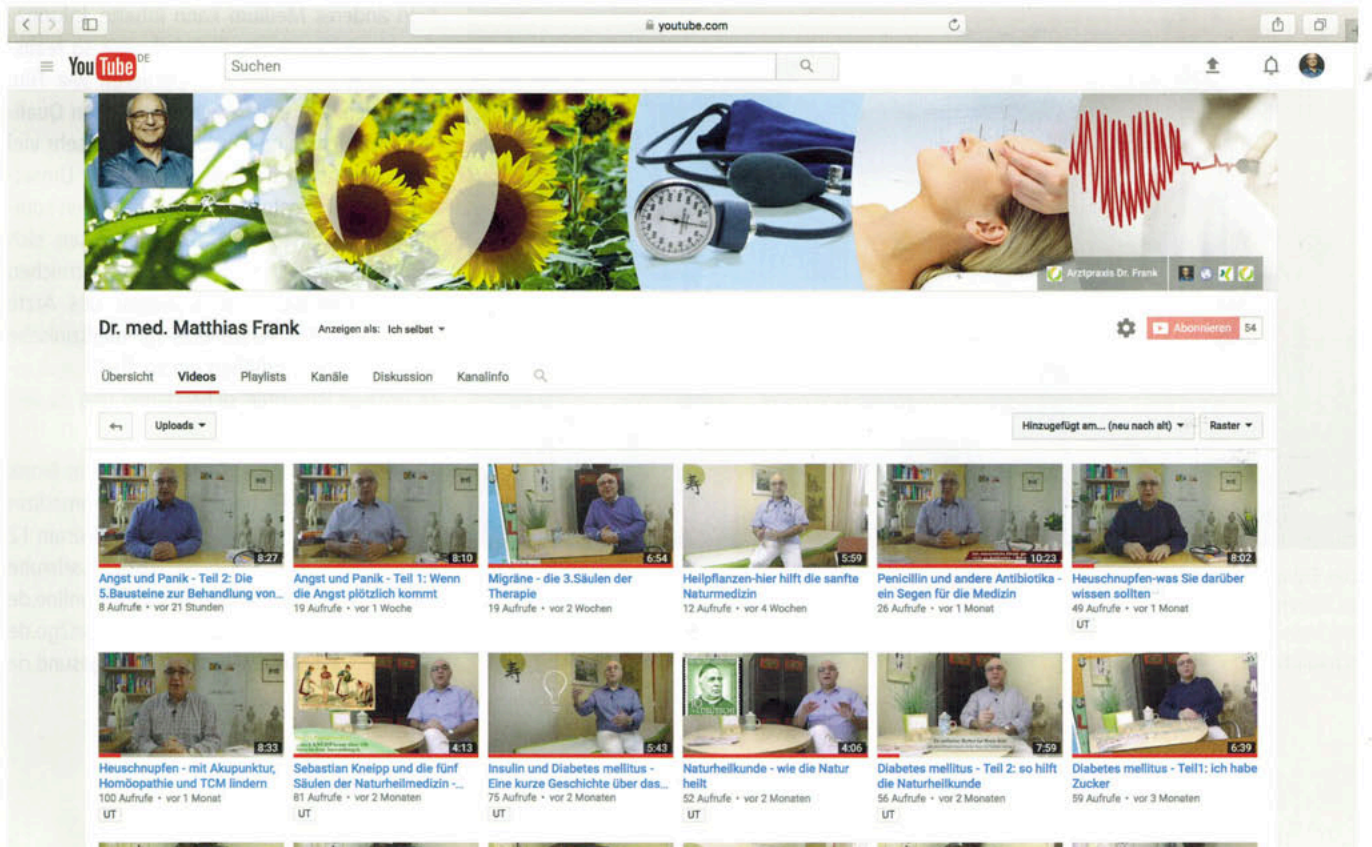 youtube.com
YouTube DE
Suchen
Arztpraxis Dr. Frank
Dr. med. Matthias Frank Anzeigen als: Ich selbst
Abonnieren 54
Übersicht Videos Playlists Kanäle Diskussion Kanalinfo
Uploads
Hinzugefügt am... (neu nach alt) Raster
8:27
Angst und Panik - Teil 2: Die
5.Bausteine zur Behandlung von...
8 Aufrufe • vor 21 Stunden
8:10
Angst und Panik - Teil 1: Wenn
die Angst plötzlich kommt
19 Aufrufe • vor 1 Woche
6:54
Migräne - die 3.Säulen der
Therapie
19 Aufrufe • vor 2 Wochen
5:59
Heilpflanzen-hier hilft die sanfte
Naturmedizin
12 Aufrufe • vor 4 Wochen
10:23
Penicillin und andere Antibiotika -
ein Segen für die Medizin
26 Aufrufe • vor 1 Monat
8:02
Heuschnupfen-was Sie darüber
wissen sollten
49 Aufrufe • vor 1 Monat
UT
8:33
Heuschnupfen - mit Akupunktur,
Homöopathie und TCM lindern
100 Aufrufe • vor 1 Monat
UT
4:13
Sebastian Kneipp und die fünf
Säulen der Naturheilmedizin -...
81 Aufrufe • vor 2 Monaten
UT
5:43
Insulin und Diabetes mellitus -
Eine kurze Geschichte über das...
75 Aufrufe • vor 2 Monaten
UT
4:06
Naturheilkunde - wie die Natur
heilt
52 Aufrufe • vor 2 Monaten
UT
7:59
Diabetes mellitus - Teil 2: so hilft
die Naturheilkunde
56 Aufrufe • vor 2 Monaten
UT
6:39
Diabetes mellitus - Teil1: ich habe
Zucker
59 Aufrufe • vor 3 Monaten